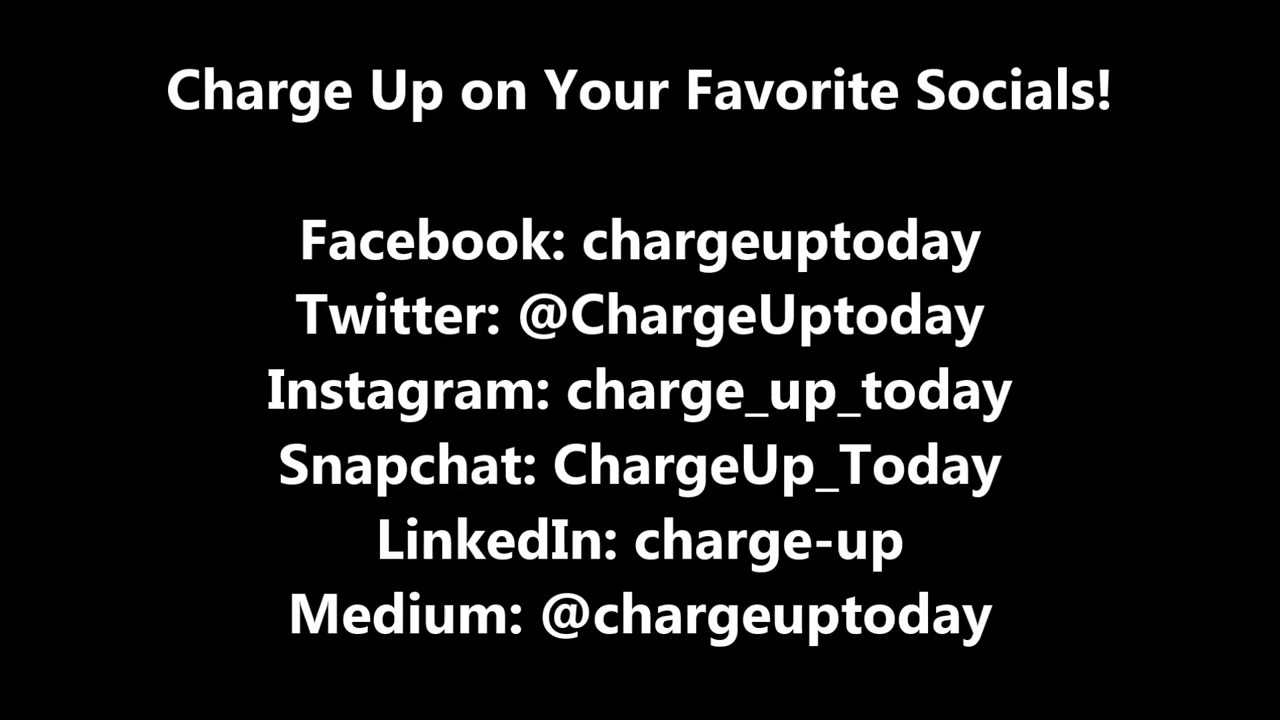 Charge Up on Your Favorite Socials!
Facebook: chargeuptoday
Twitter: @ChargeUptoday
Instagram: charge_up_today
Snapchat: ChargeUp_Today
LinkedIn: charge-up
Medium: @chargeuptoday